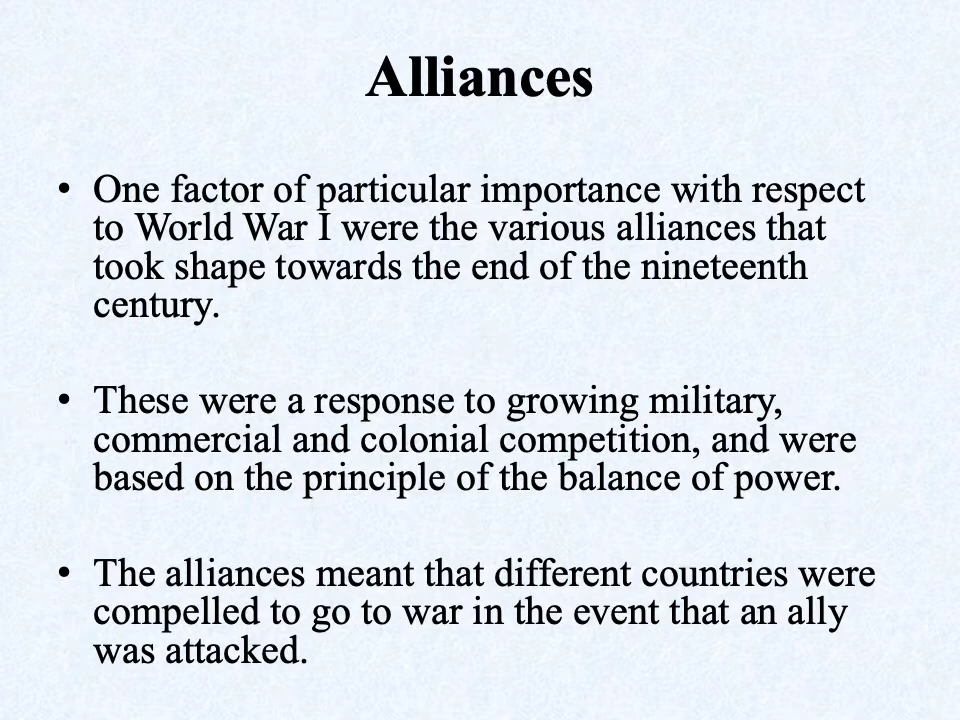 Alliances
• One factor of particular importance with respect
to World War I were the various alliances that
took shape towards the end of the nineteenth
century.
• These were a response to growing military,
commercial and colonial competition, and were
based on the principle of the balance of power.
• The alliances meant that different countries were
compelled to go to war in the event that an ally
was attacked.